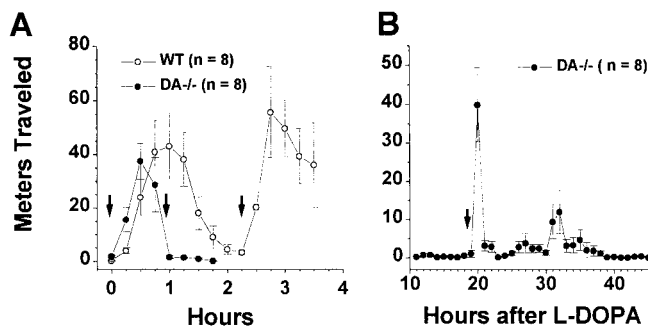 A
WT (n = 8)
DA-/- (n = 8)
Meters Traveled
80
60
40
20
0
0 1 2 3 4
Hours
B
DA-/- ( n = 8)
50
40
30
20
10
0
10 20 30 40
Hours after L-DOPA